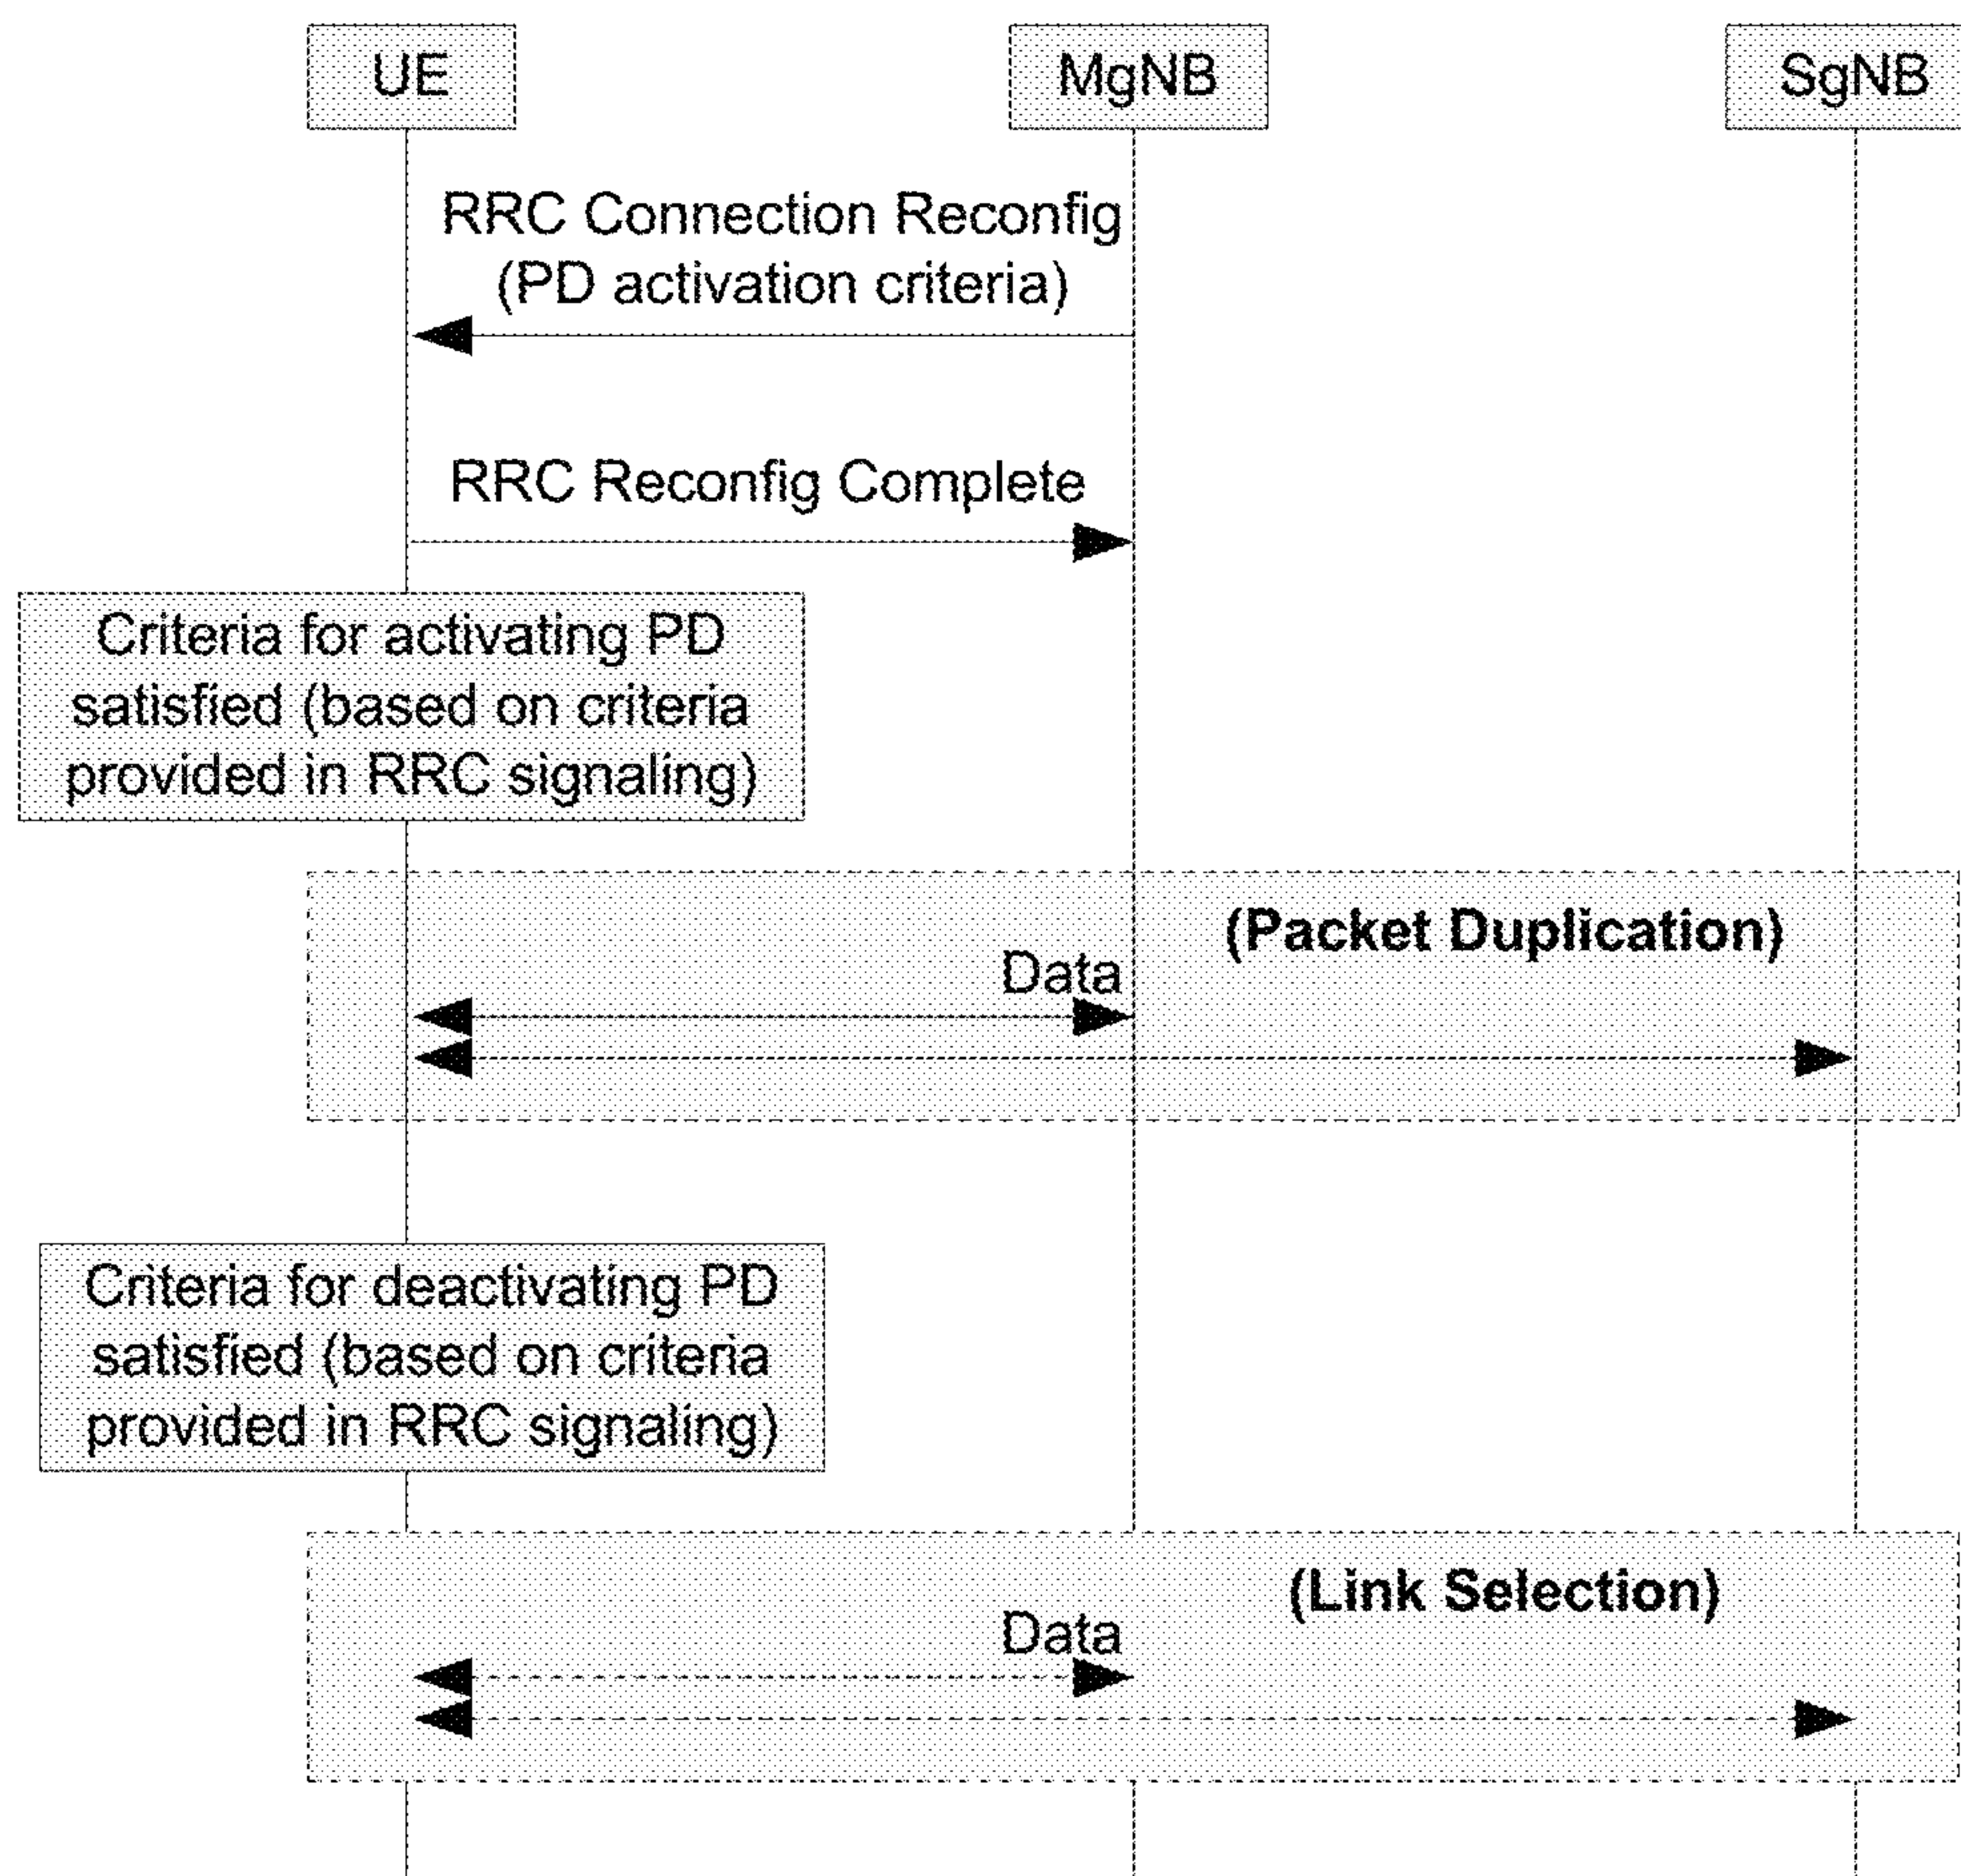 UE
MgNB
SgNB
RRC Connection Reconfig
(PD activation criteria)
RRC Reconfig Complete
Criteria for activating PD
satisfied (based on criteria
provided in RRC signaling)
(Packet Duplication)
Data
Criteria for deactivating PD
satisfied (based on criteria
provided in RRC signaling)
(Link Selection)
Data